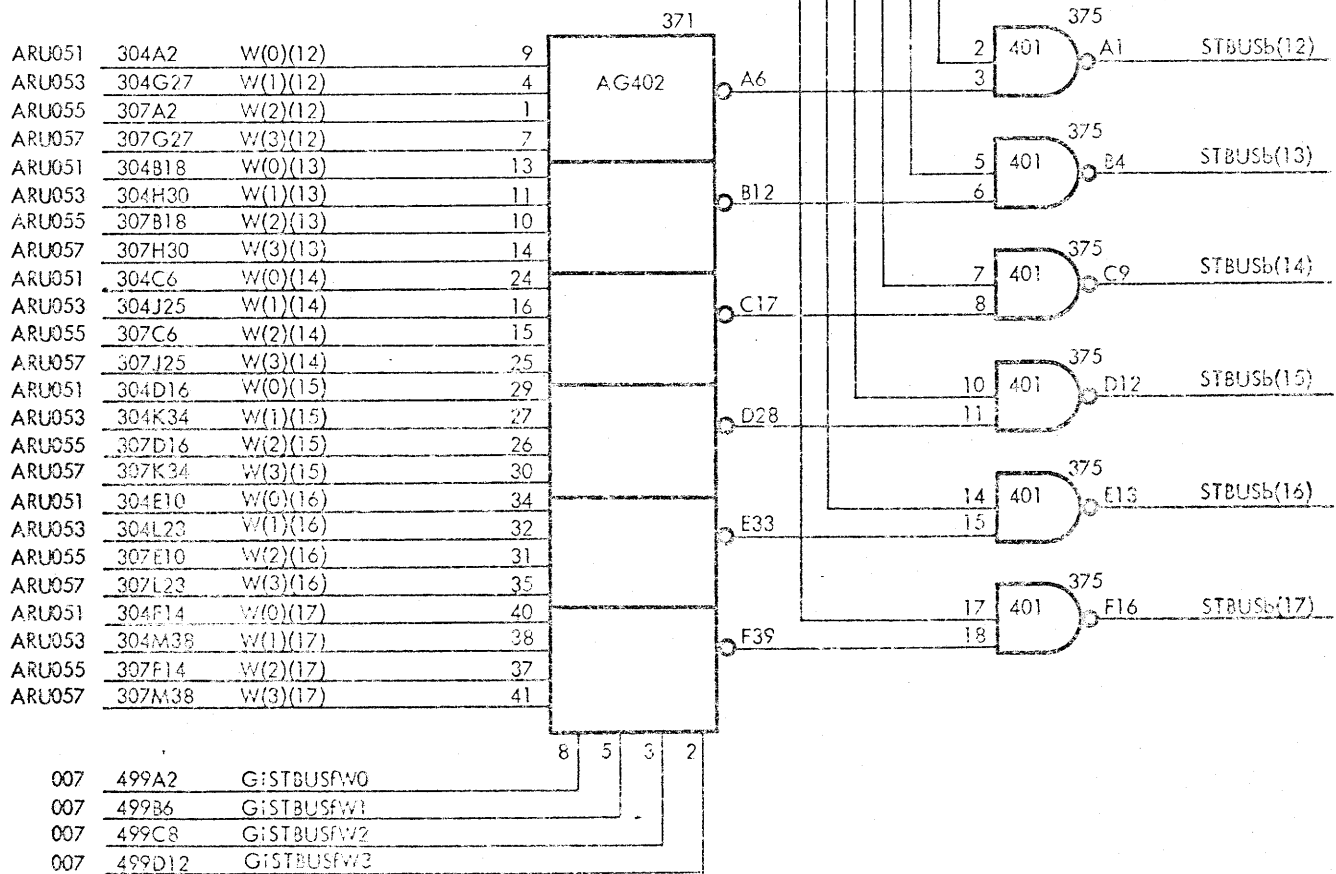 371
375
ARU051 304A2 W(0)(12) 9
AG402
A6
2 401 A1 STBUSb(12)
3
ARU053 304G27 W(1)(12) 4
ARU055 307A2 W(2)(12) 1
ARU057 307G27 W(3)(12) 7
375
ARU051 304B18 W(0)(13) 13
5 401 B4 STBUSb(13)
6
ARU053 304H30 W(1)(13) 11
B12
ARU055 307B18 W(2)(13) 10
ARU057 307H30 W(3)(13) 14
375
ARU051 304C6 W(0)(14) 24
7 401 C9 STBUSb(14)
8
ARU053 304J25 W(1)(14) 16
C17
ARU055 307C6 W(2)(14) 15
ARU057 307J25 W(3)(14) 25
375
ARU051 304D16 W(0)(15) 29
10 401 D12 STBUSb(15)
11
ARU053 304K34 W(1)(15) 27
D28
ARU055 307D16 W(2)(15) 26
ARU057 307K34 W(3)(15) 30
375
ARU051 304E10 W(0)(16) 34
14 401 E13 STBUSb(16)
15
ARU053 304L23 W(1)(16) 32
E33
ARU055 307E10 W(2)(16) 31
ARU057 307L23 W(3)(16) 35
375
ARU051 304F14 W(0)(17) 40
17 401 F16 STBUSb(17)
18
ARU053 304M38 W(1)(17) 38
F39
ARU055 307F14 W(2)(17) 37
ARU057 307M38 W(3)(17) 41
8 5 3 2
007 499A2 GISTBUSfW0
007 499B6 GISTBUSfW1
007 499C8 GISTBUSfW2
007 499D12 GISTBUSfW3